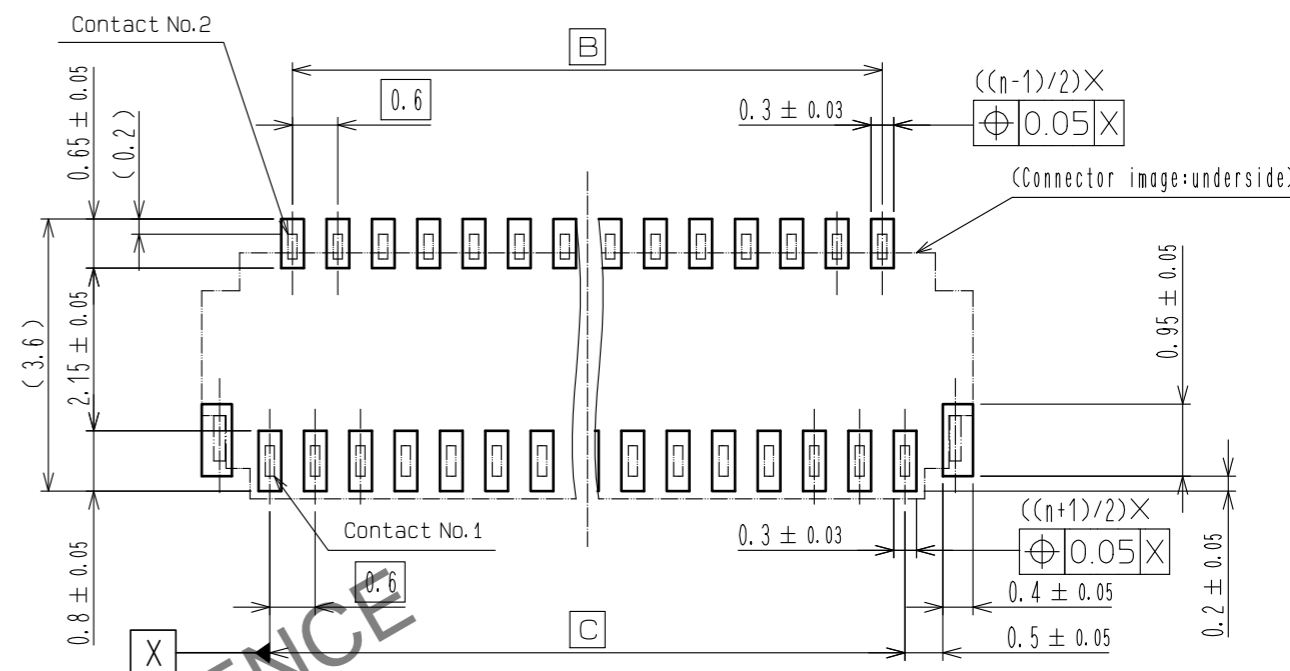 Contact No.2
B
0.6
0.3 ± 0.03
((n-1)/2)X
⌖ 0.05 X
(Connector image:underside)
0.65 ± 0.05
(0.2)
(3.6)
2.15 ± 0.05
0.95 ± 0.05
Contact No.1
0.3 ± 0.03
((n+1)/2)X
⌖ 0.05 X
0.8 ± 0.05
0.6
0.4 ± 0.05
0.2 ± 0.05
X
C
0.5 ± 0.05
ENCE